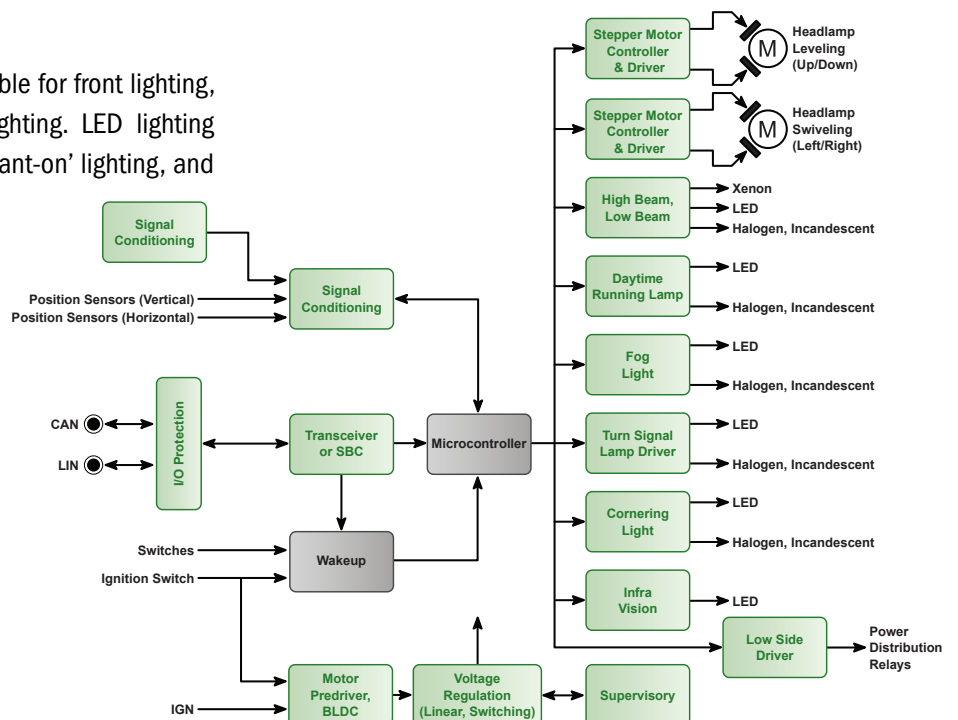 ble for front lighting,
ghting. LED lighting
ant-on' lighting, and
Stepper Motor
Controller
& Driver
M
Headlamp
Leveling
(Up/Down)
Stepper Motor
Controller
& Driver
M
Headlamp
Swiveling
(Left/Right)
High Beam,
Low Beam
Xenon
LED
Halogen, Incandescent
Signal
Conditioning
Daytime
Running Lamp
LED
Halogen, Incandescent
Position Sensors (Vertical)
Position Sensors (Horizontal)
Signal
Conditioning
Fog
Light
LED
Halogen, Incandescent
CAN
LIN
I/O Protection
Transceiver
or SBC
Microcontroller
Turn Signal
Lamp Driver
LED
Halogen, Incandescent
Cornering
Light
LED
Halogen, Incandescent
Switches
Ignition Switch
Wakeup
Infra
Vision
LED
Low Side
Driver
Power
Distribution
Relays
IGN
Motor
Predriver,
BLDC
Voltage
Regulation
(Linear, Switching)
Supervisory